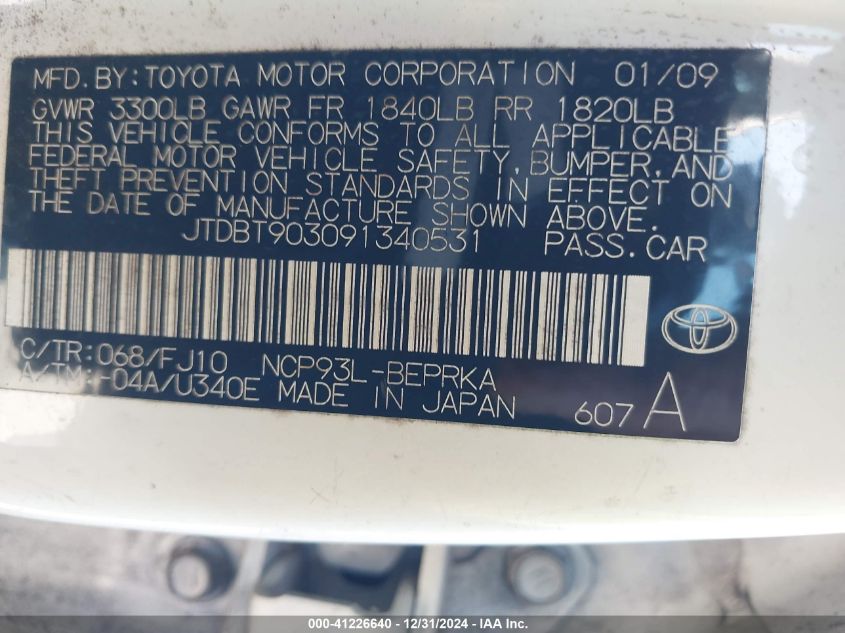 MFD. BY: TOYOTA MOTOR CORPORATION 01/09
GVWR 3300LB GAWR FR 1840LB RR 1820LB
THIS VEHICLE CONFORMS TO ALL APPLICABLE
FEDERAL MOTOR VEHICLE SAFETY, BUMPER, AND
THEFT PREVENTION STANDARDS IN EFFECT ON
THE DATE OF MANUFACTURE SHOWN ABOVE.
JTDBT903091340531 PASS. CAR
C/TR: 068/FJ10 NCP93L-BEPRKA
A/TM: -04A/U340E MADE IN JAPAN
607 A
000-41226640 - 12/31/2024 - IAA Inc.